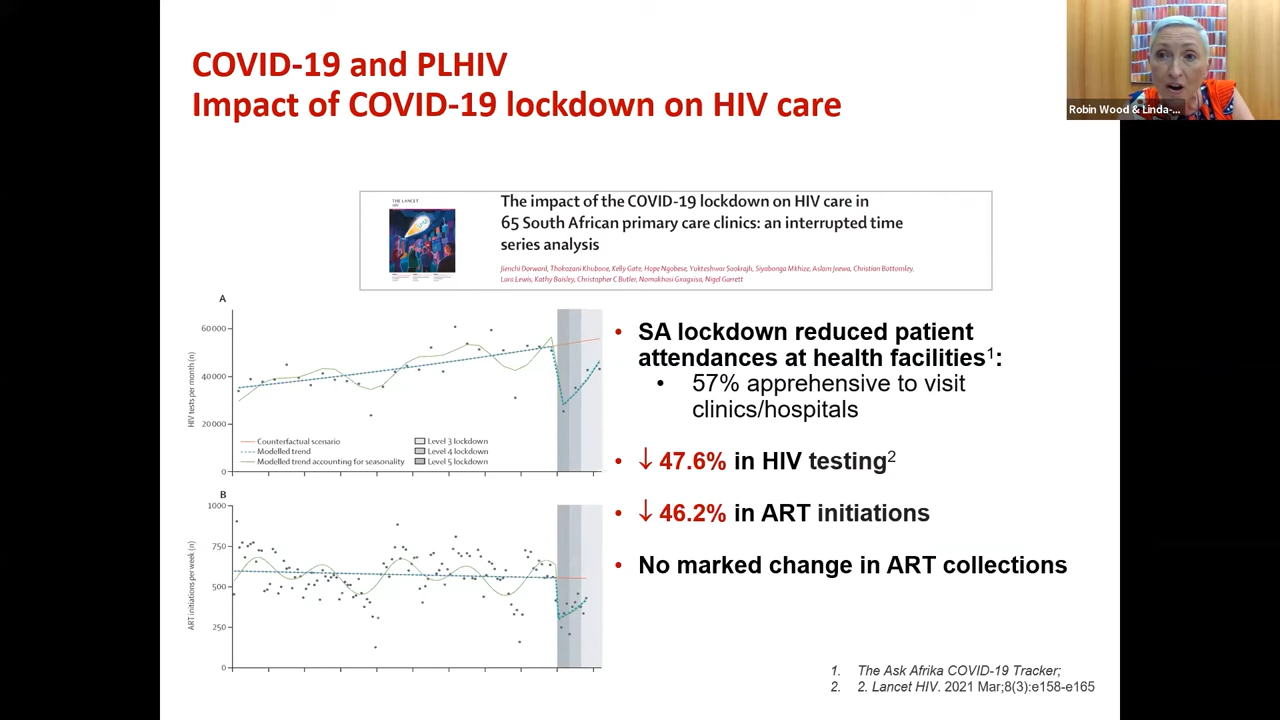 COVID-19 and PLHIV
Impact of COVID-19 lockdown on HIV care
Robin Wood & Linda-...
THE LANCET
HIV
The impact of the COVID-19 lockdown on HIV care in
65 South African primary care clinics: an interrupted time
series analysis
Jienchi Dorward, Thokozani Khubone, Kelly Gate, Hope Ngobese, Yukteshwar Sookrajh, Siyabonga Mkhize, Aslam Jeewa, Christian Bottomley,
Lara Lewis, Kathy Baisley, Christopher C Butler, Nomakhosi Gxagxisa, Nigel Garrett
A
HIV tests per month (n)
60000
40000
20000
0
Counterfactual scenario
Modelled trend
Modelled trend accounting for seasonality
Level 3 lockdown
Level 4 lockdown
Level 5 lockdown
B
ART initiations per week (n)
1000
750
500
250
0
• SA lockdown reduced patient
attendances at health facilities1:
• 57% apprehensive to visit
clinics/hospitals
• ↓ 47.6% in HIV testing2
• ↓ 46.2% in ART initiations
• No marked change in ART collections
1. The Ask Afrika COVID-19 Tracker;
2. 2. Lancet HIV. 2021 Mar;8(3):e158-e165